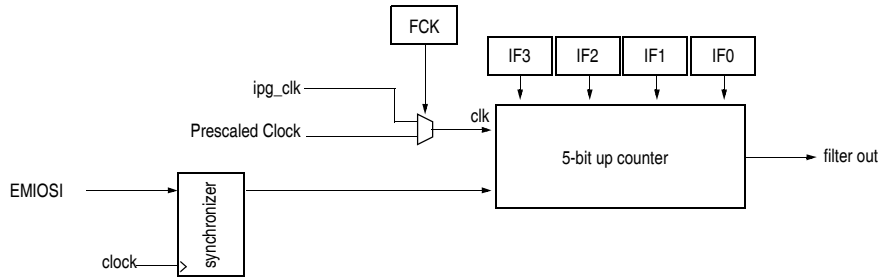 FCK
IF3 IF2 IF1 IF0
ipg_clk
clk
Prescaled Clock
5-bit up counter
filter out
EMIOSI
synchronizer
clock